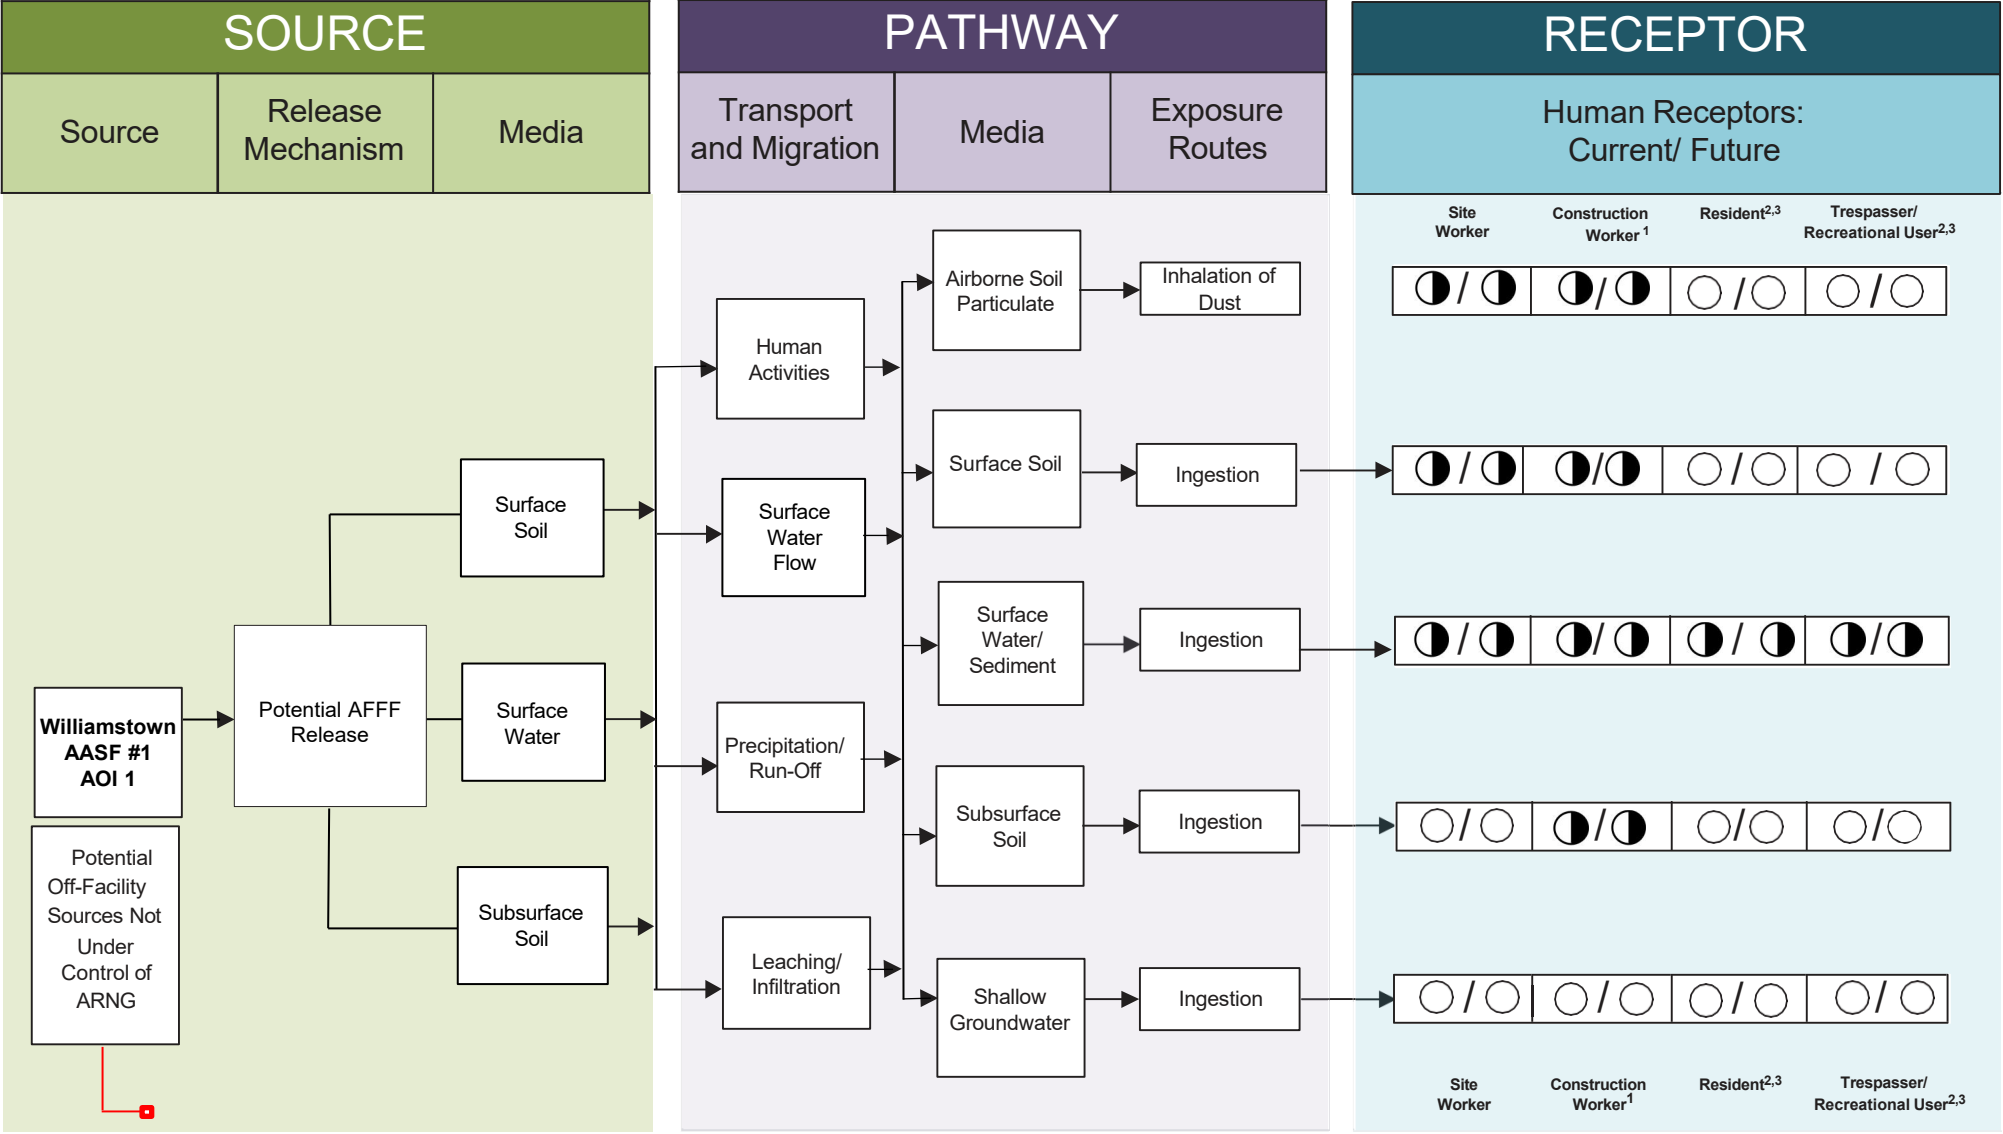 SOURCE
PATHWAY
RECEPTOR
Source
Release
Mechanism
Media
Transport
and Migration
Media
Exposure
Routes
Human Receptors:
Current/ Future
Site
Worker
Construction
Worker 1
Resident2,3
Trespasser/
Recreational User2,3
Airborne Soil
Particulate
Inhalation of
Dust
/ / / /
Human
Activities
Surface Soil
Ingestion
/ / / /
Surface
Soil
Surface
Water
Flow
Surface
Water/
Sediment
Ingestion
/ / / /
Williamstown
AASF #1
AOI 1
Potential AFFF
Release
Surface
Water
Precipitation/
Run-Off
Subsurface
Soil
Ingestion
/ / / /
Potential
Off-Facility
Sources Not
Under
Control of
ARNG
Subsurface
Soil
Leaching/
Infiltration
Shallow
Groundwater
Ingestion
/ / / /
Site
Worker
Construction
Worker1
Resident2,3
Trespasser/
Recreational User2,3